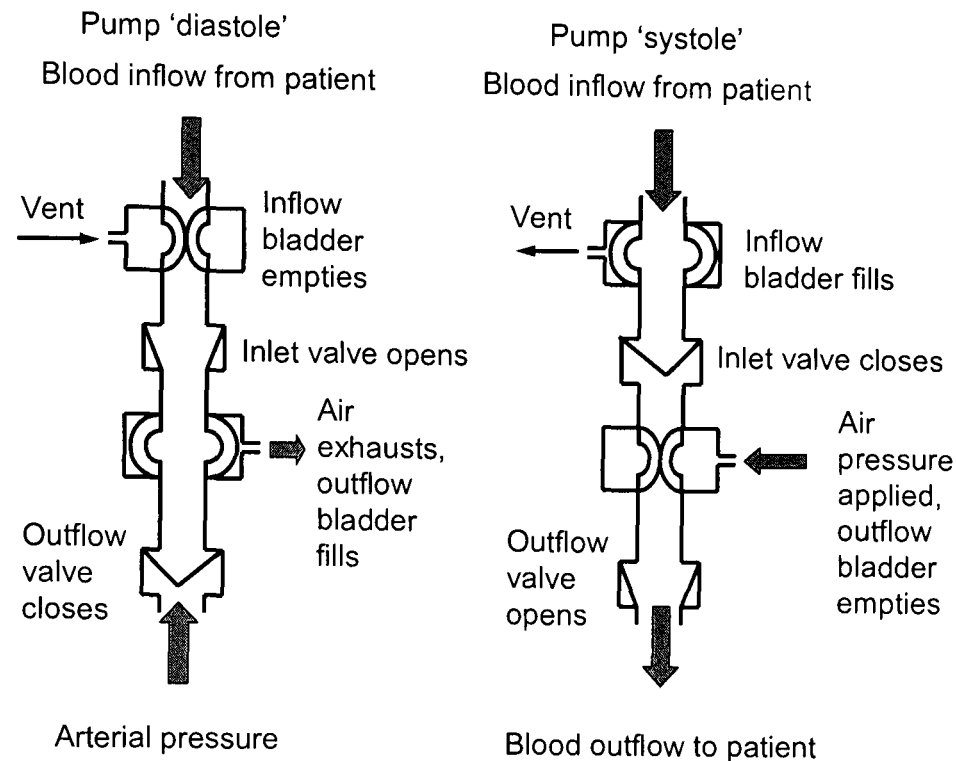 Pump ‘diastole’
Blood inflow from patient
Vent
Inflow
bladder
empties
Inlet valve opens
Air
exhausts,
outflow
bladder
fills
Outflow
valve
closes
Arterial pressure
Pump ‘systole’
Blood inflow from patient
Vent
Inflow
bladder fills
Inlet valve closes
Air
pressure
applied,
outflow
bladder
empties
Outflow
valve
opens
Blood outflow to patient